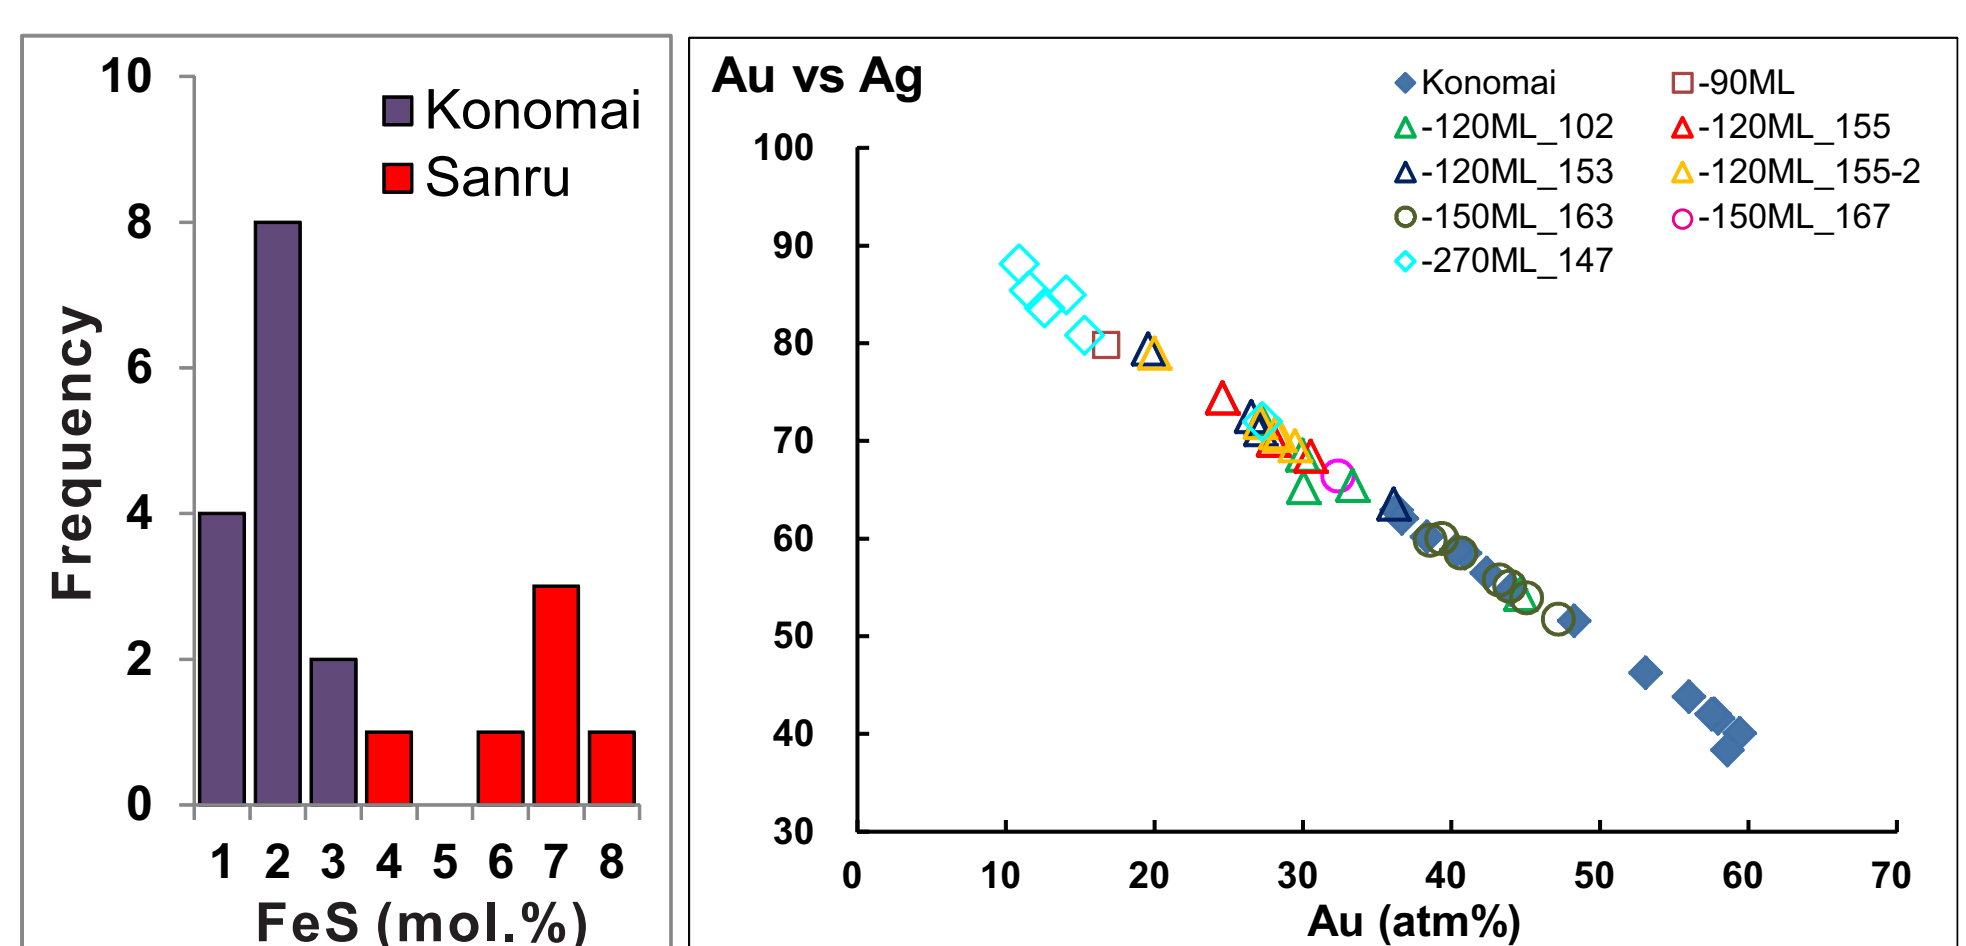 10
8
6
4
2
0
Frequency
Konomai
Sanru
1 2 3 4 5 6 7 8
FeS (mol.%)
Au vs Ag
Konomai -90ML
-120ML_102 -120ML_155
-120ML_153 -120ML_155-2
-150ML_163 -150ML_167
-270ML_147
100
90
80
70
60
50
40
30
0 10 20 30 40 50 60 70
Au (atm%)